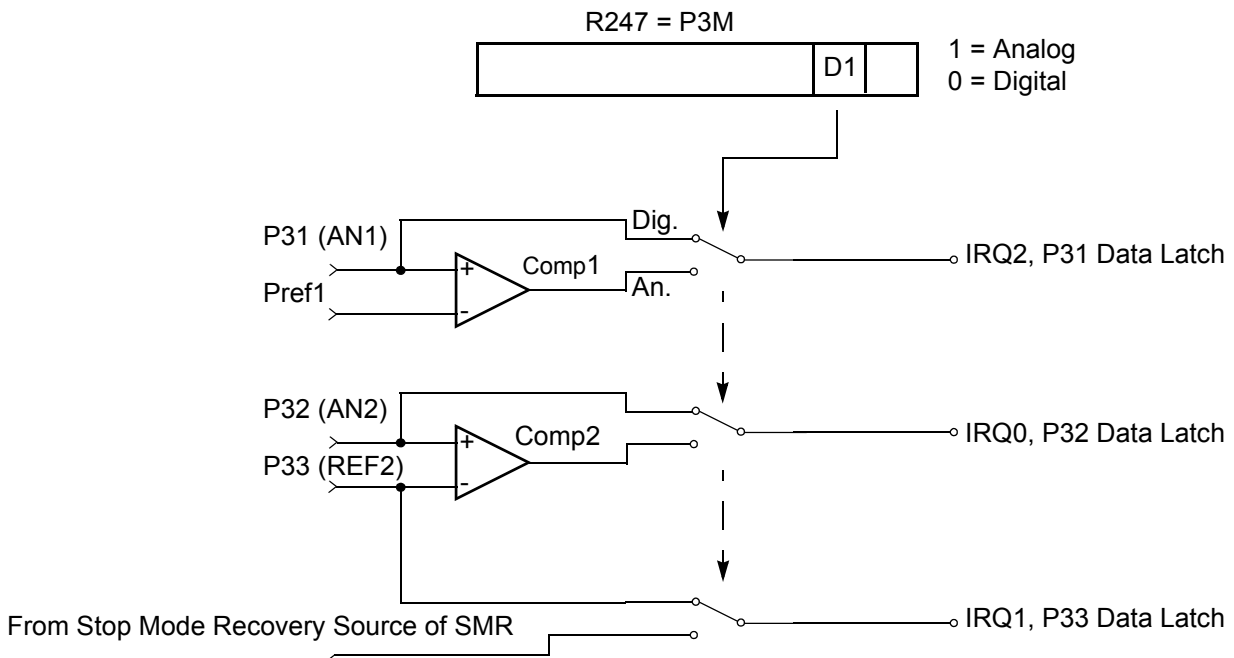 R247 = P3M
D1
1 = Analog
0 = Digital
Dig.
P31 (AN1)
+
Comp1
IRQ2, P31 Data Latch
Pref1
-
An.
P32 (AN2)
+
Comp2
IRQ0, P32 Data Latch
P33 (REF2)
-
From Stop Mode Recovery Source of SMR
IRQ1, P33 Data Latch